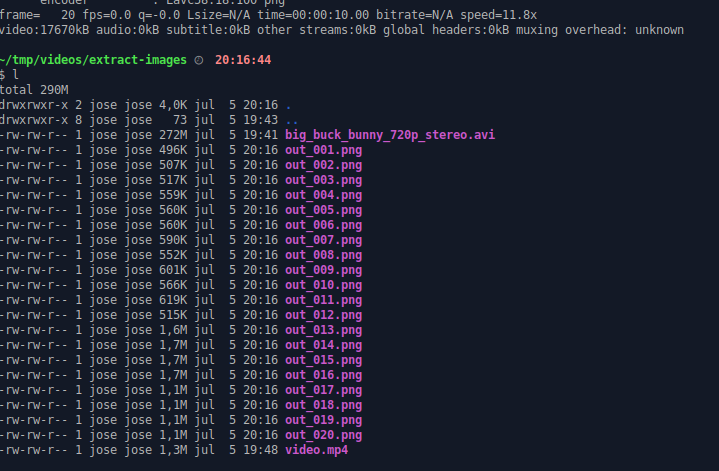 encoder : Lavc58.18.100 png
frame=   20 fps=0.0 q=-0.0 Lsize=N/A time=00:00:10.00 bitrate=N/A speed=11.8x
video:17670kB audio:0kB subtitle:0kB other streams:0kB global headers:0kB muxing overhead: unknown
~/tmp/videos/extract-images 20:16:44
$ l
total 290M
drwxrwxr-x 2 jose jose 4,0K jul  5 20:16 .
drwxrwxr-x 8 jose jose   73 jul  5 19:43 ..
-rw-rw-r-- 1 jose jose 272M jul  5 19:41 big_buck_bunny_720p_stereo.avi
-rw-rw-r-- 1 jose jose 496K jul  5 20:16 out_001.png
-rw-rw-r-- 1 jose jose 507K jul  5 20:16 out_002.png
-rw-rw-r-- 1 jose jose 517K jul  5 20:16 out_003.png
-rw-rw-r-- 1 jose jose 559K jul  5 20:16 out_004.png
-rw-rw-r-- 1 jose jose 560K jul  5 20:16 out_005.png
-rw-rw-r-- 1 jose jose 560K jul  5 20:16 out_006.png
-rw-rw-r-- 1 jose jose 590K jul  5 20:16 out_007.png
-rw-rw-r-- 1 jose jose 552K jul  5 20:16 out_008.png
-rw-rw-r-- 1 jose jose 601K jul  5 20:16 out_009.png
-rw-rw-r-- 1 jose jose 566K jul  5 20:16 out_010.png
-rw-rw-r-- 1 jose jose 619K jul  5 20:16 out_011.png
-rw-rw-r-- 1 jose jose 515K jul  5 20:16 out_012.png
-rw-rw-r-- 1 jose jose 1,6M jul  5 20:16 out_013.png
-rw-rw-r-- 1 jose jose 1,7M jul  5 20:16 out_014.png
-rw-rw-r-- 1 jose jose 1,7M jul  5 20:16 out_015.png
-rw-rw-r-- 1 jose jose 1,7M jul  5 20:16 out_016.png
-rw-rw-r-- 1 jose jose 1,1M jul  5 20:16 out_017.png
-rw-rw-r-- 1 jose jose 1,1M jul  5 20:16 out_018.png
-rw-rw-r-- 1 jose jose 1,1M jul  5 20:16 out_019.png
-rw-rw-r-- 1 jose jose 1,1M jul  5 20:16 out_020.png
-rw-rw-r-- 1 jose jose 1,3M jul  5 19:48 video.mp4